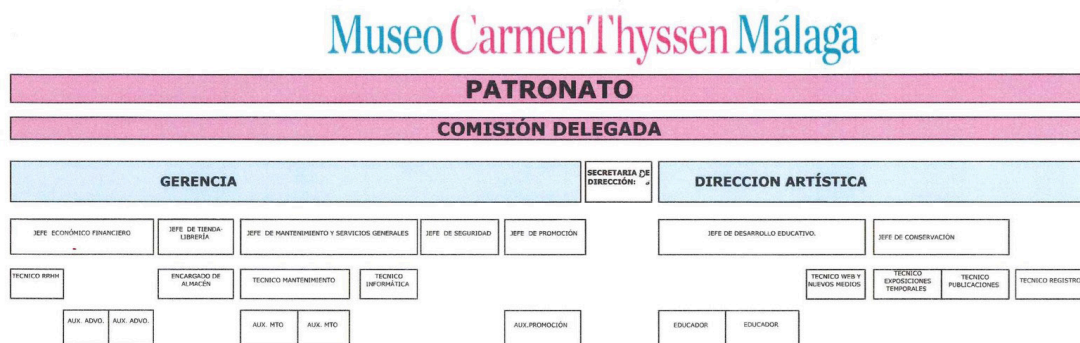 Museo Carmen Thyssen Málaga
PATRONATO
COMISIÓN DELEGADA
GERENCIA
SECRETARIA DE
DIRECCIÓN:
DIRECCION ARTÍSTICA
JEFE ECONÓMICO FINANCIERO
JEFE DE TIENDA-
LIBRERÍA
JEFE DE MANTENIMIENTO Y SERVICIOS GENERALES
JEFE DE SEGURIDAD
JEFE DE PROMOCIÓN
JEFE DE DESARROLLO EDUCATIVO.
JEFE DE CONSERVACIÓN
TECNICO RRHH
ENCARGADO DE
ALMACÉN
TECNICO MANTENIMIENTO
TECNICO
INFORMÁTICA
TECNICO WEB Y
NUEVOS MEDIOS
TECNICO
EXPOSICIONES
TEMPORALES
TECNICO
PUBLICACIONES
TECNICO REGISTRO
AUX. ADVO.
AUX. ADVO.
AUX. MTO
AUX. MTO
AUX.PROMOCIÓN
EDUCADOR
EDUCADOR